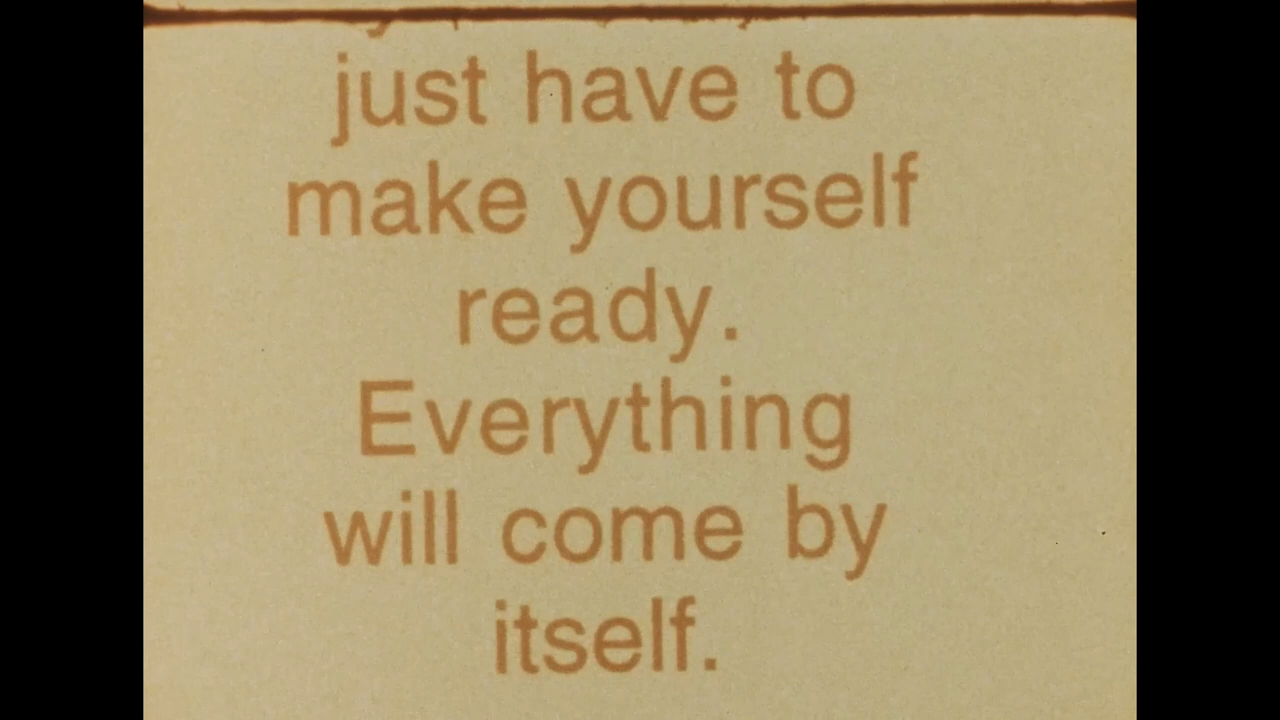 just have to
make yourself
ready.
Everything
will come by
itself.